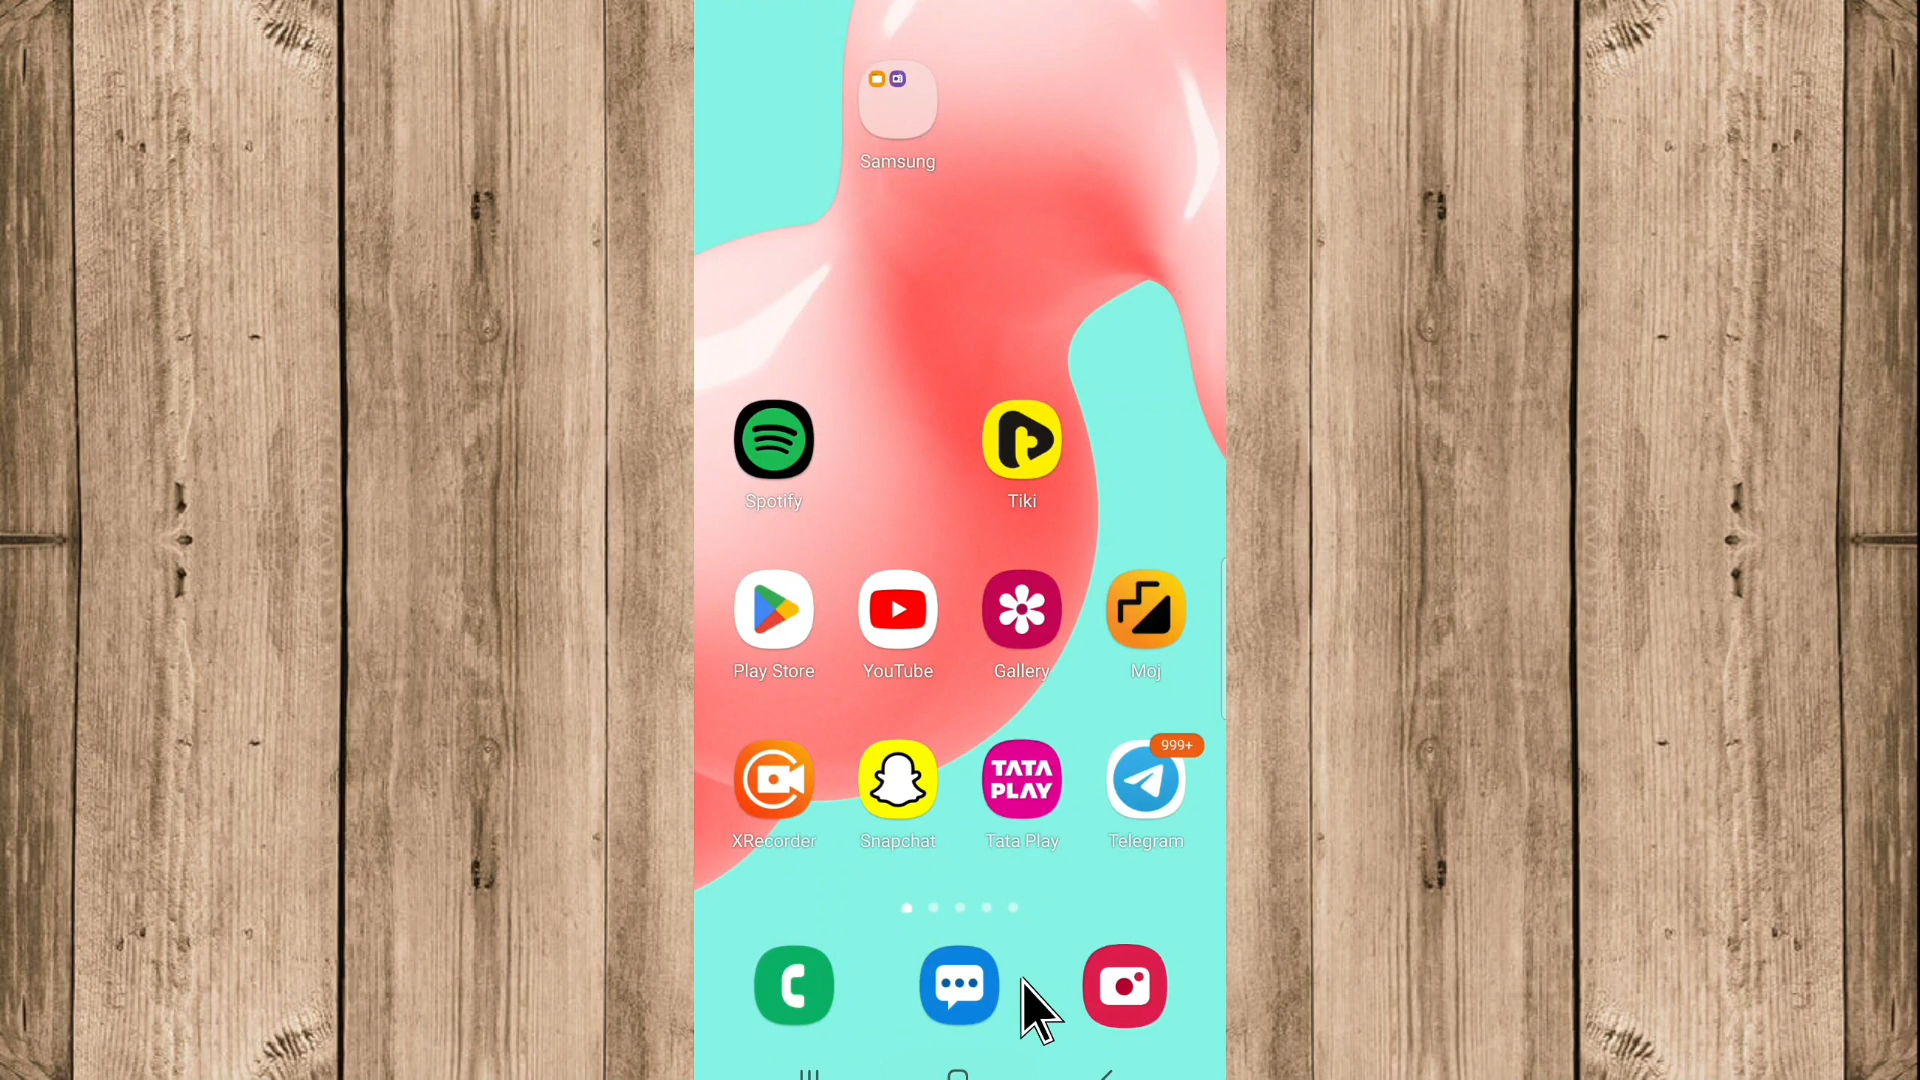 Samsung
Spotify
Tiki
Play Store
YouTube
Gallery
Moj
TATA
PLAY
999+
XRecorder
Snapchat
Tata Play
Telegram